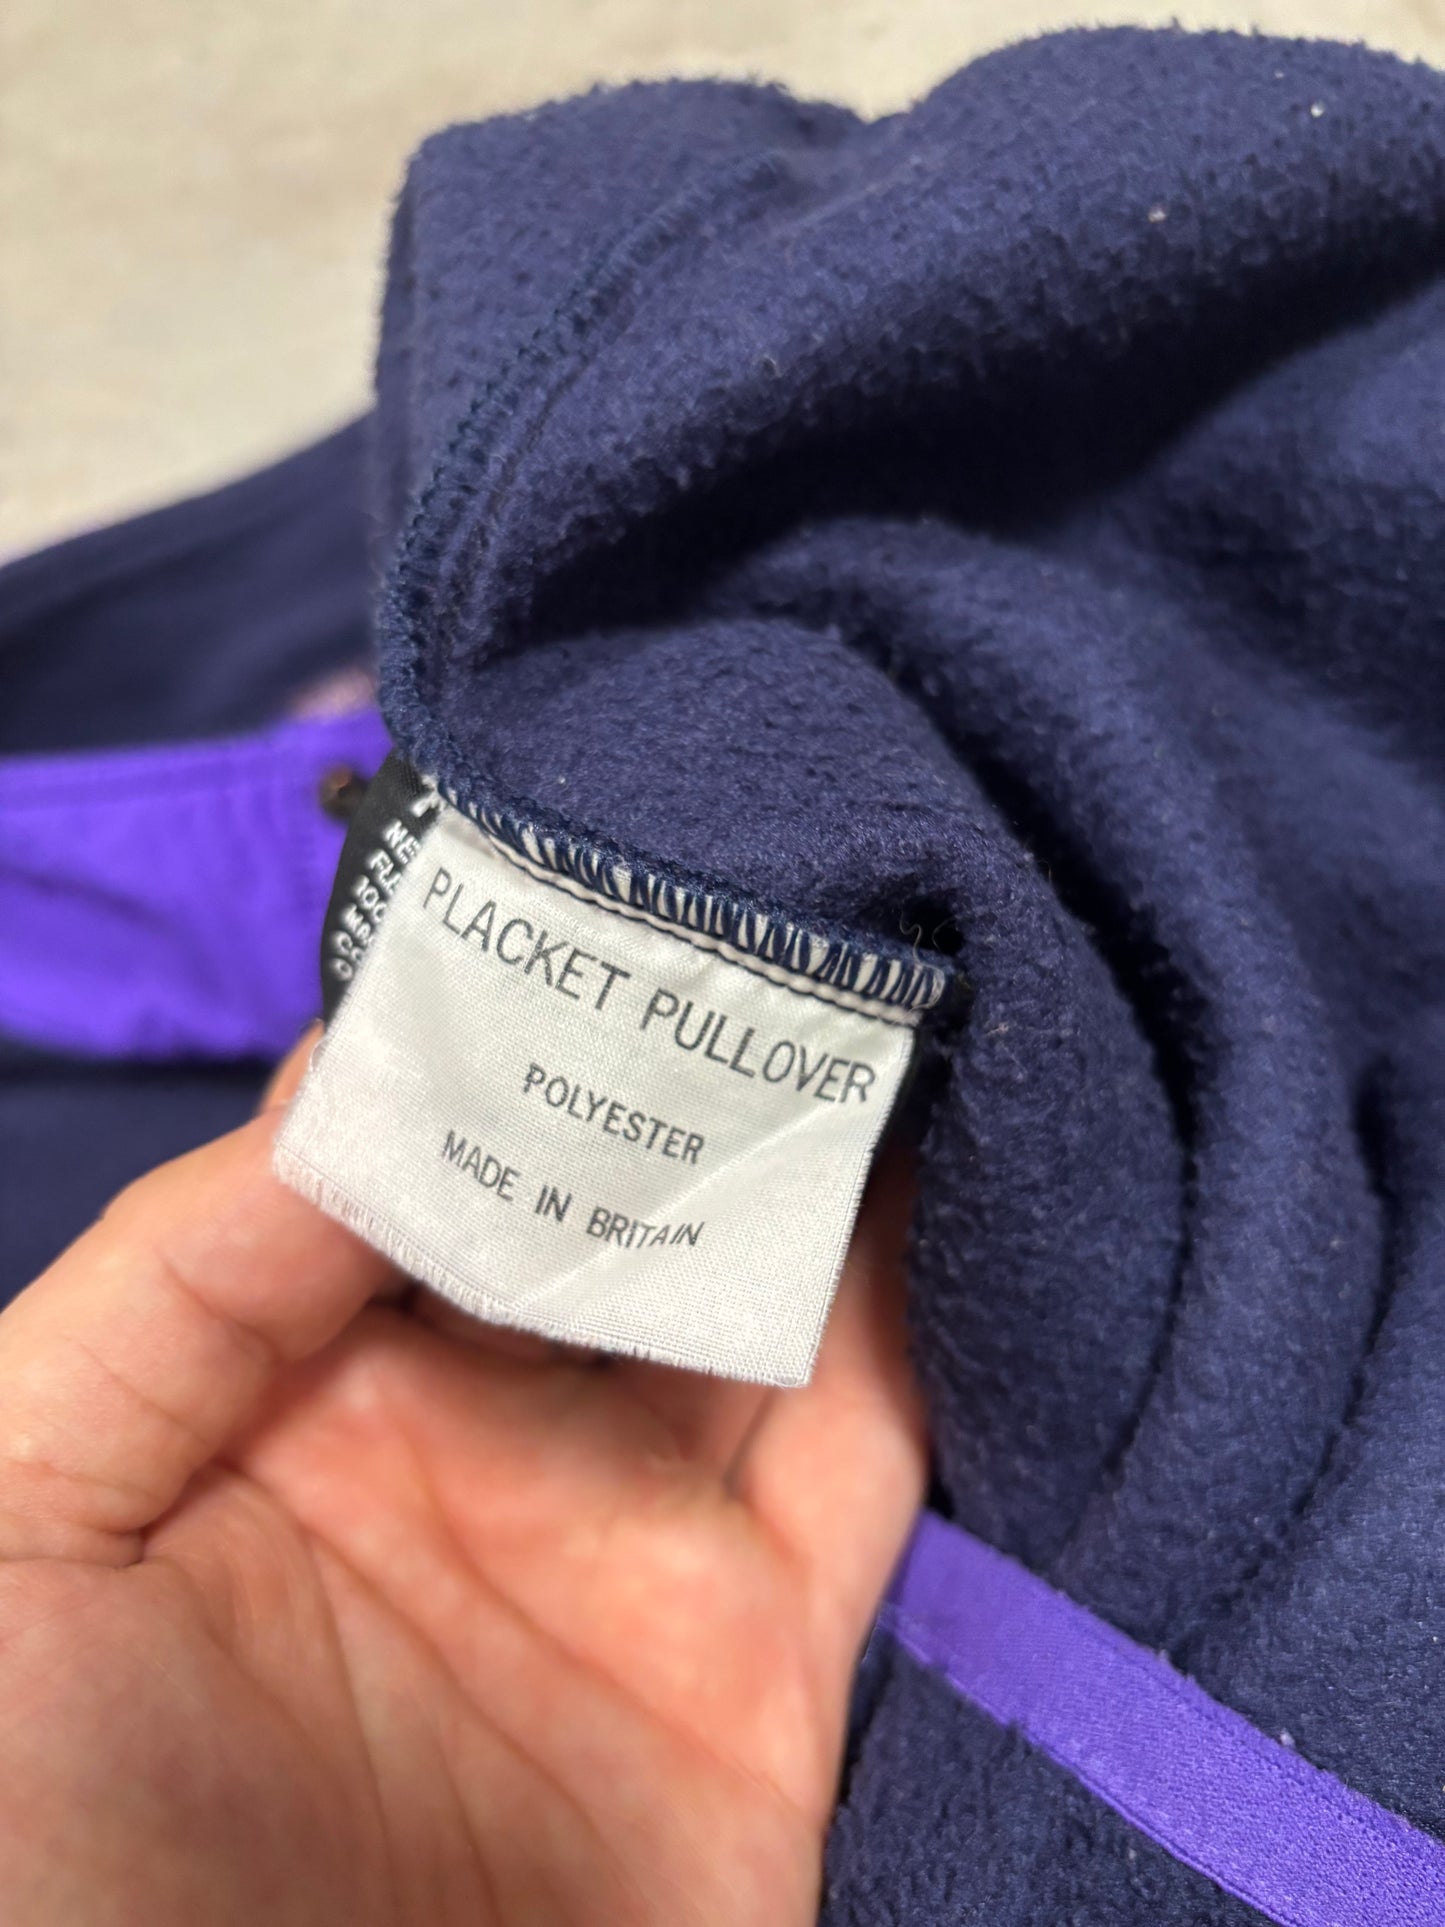 PLACKET PULLOVER
POLYESTER
MADE IN BRITAIN